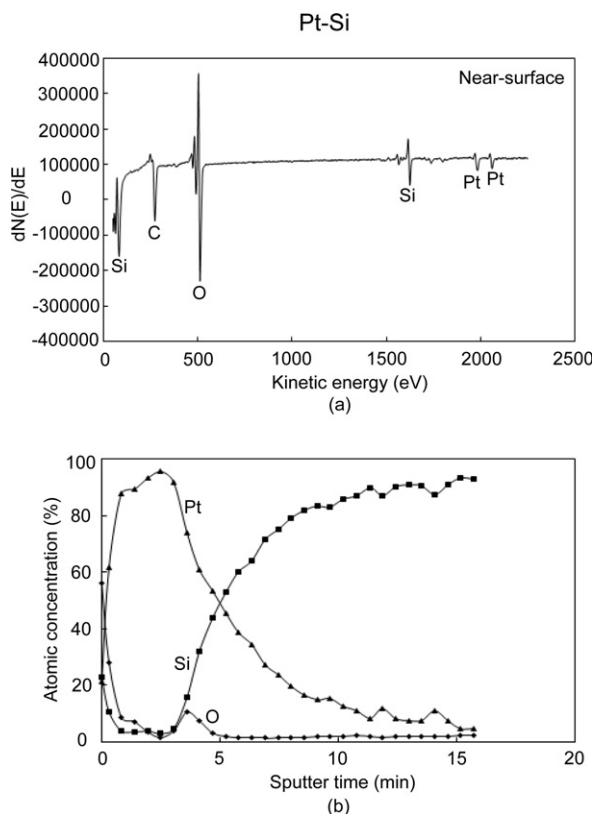 Pt-Si
400000
Near-surface
300000
200000
100000
0
-100000
-200000
-300000
-400000
dN(E)/dE
Si
C
O
Si
Pt
Pt
0 500 1000 1500 2000 2500
Kinetic energy (eV)
(a)
100
80
60
40
20
0
Atomic concentration (%)
Pt
Si
O
0 5 10 15 20
Sputter time (min)
(b)